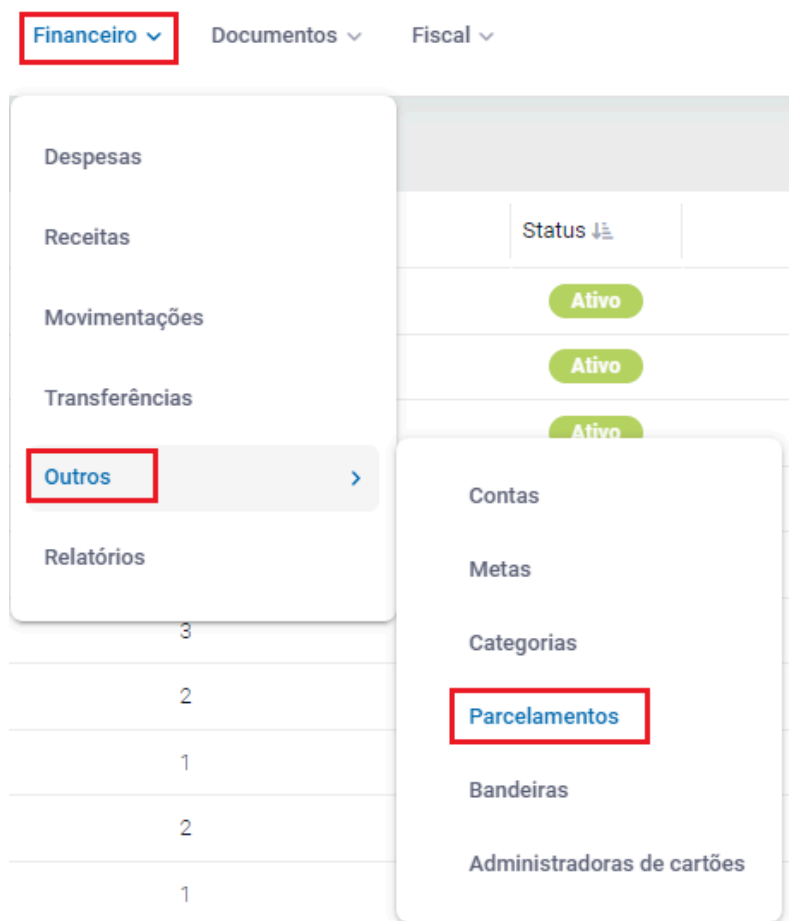 Financeiro Documentos Fiscal
Despesas
Receitas
Status
Movimentações
Ativo
Ativo
Transferências
Ativo
Outros
Contas
Relatórios
Metas
3
Categorias
2
Parcelamentos
1
Bandeiras
2
Administradoras de cartões
1